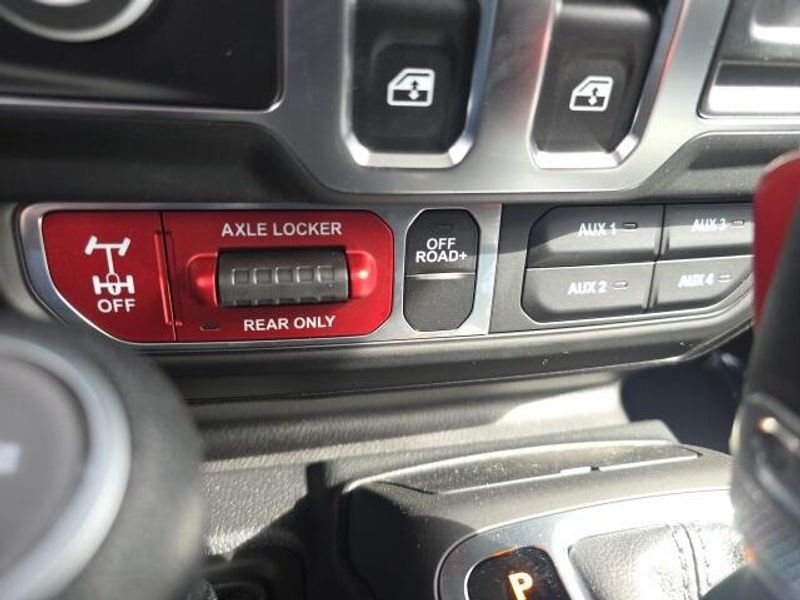 AXLE LOCKER
OFF
REAR ONLY
OFF
ROAD+
AUX 1
AUX 3
AUX 2
AUX 4
P